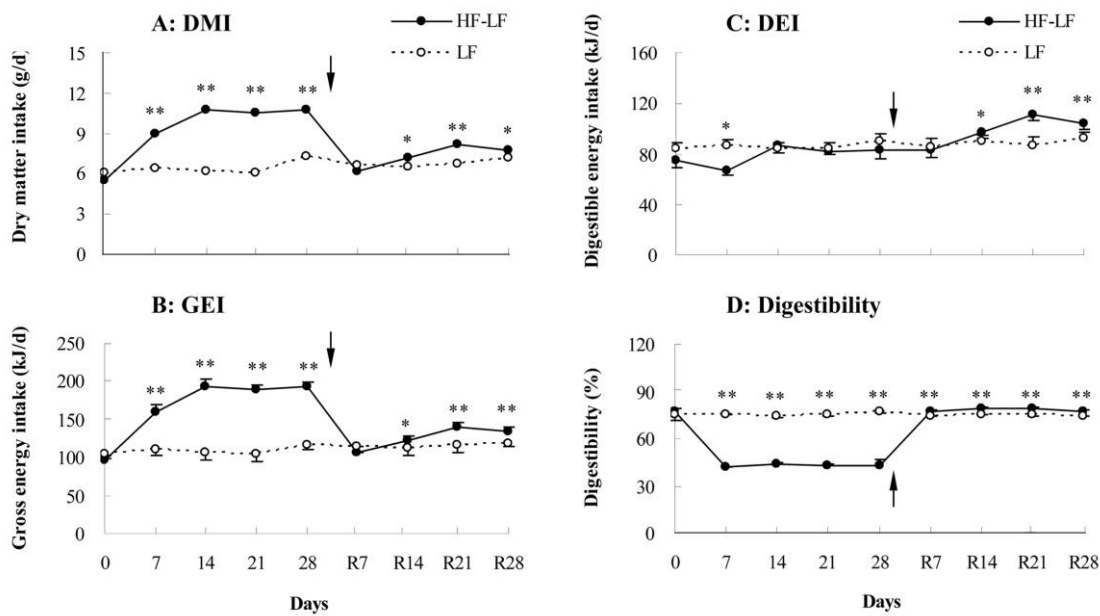 A: DMI
HF-LF
LF
Dry matter intake (g/d)
15
12
9
6
3
0
**
**
**
**
*
**
*
C: DEI
HF-LF
LF
Digestible energy intake (kJ/d)
160
120
80
40
0
*
*
**
**
B: GEI
Gross energy intake (kJ/d)
250
200
150
100
50
0
**
**
**
**
*
**
**
0 7 14 21 28 R7 R14 R21 R28
Days
D: Digestibility
Digestibility (%)
120
90
60
30
0
** ** ** ** ** ** ** **
0 7 14 21 28 R7 R14 R21 R28
Days